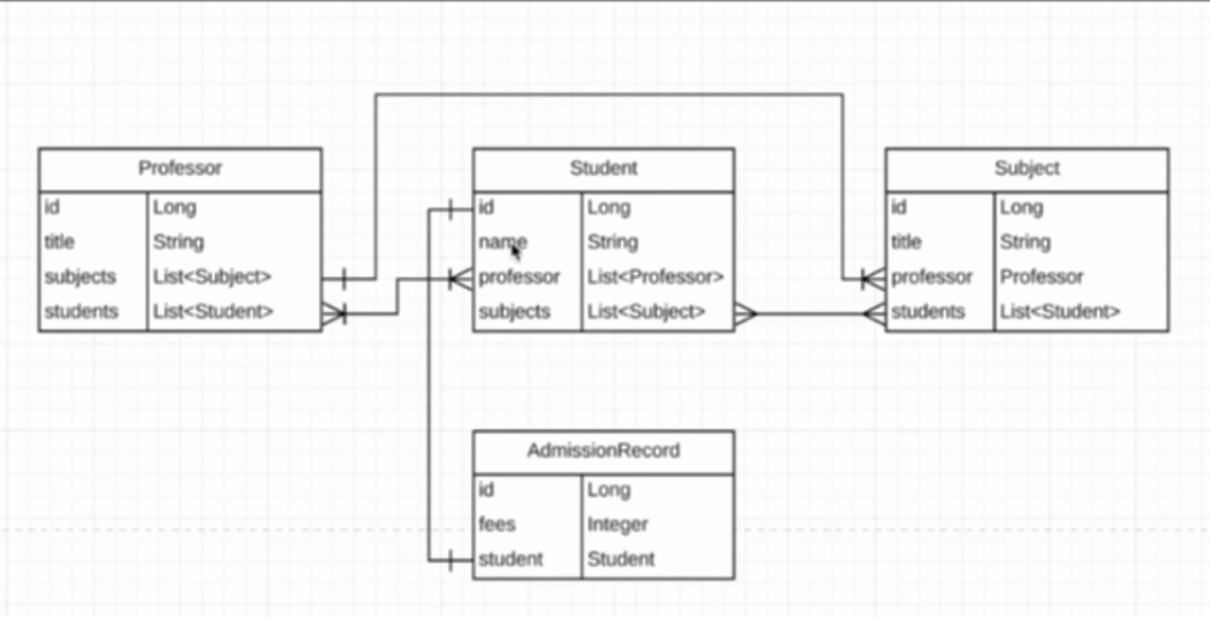 Professor
id Long
title String
subjects List<Subject>
students List<Student>
Student
id Long
name String
professor List<Professor>
subjects List<Subject>
Subject
id Long
title String
professor Professor
students List<Student>
AdmissionRecord
id Long
fees Integer
student Student